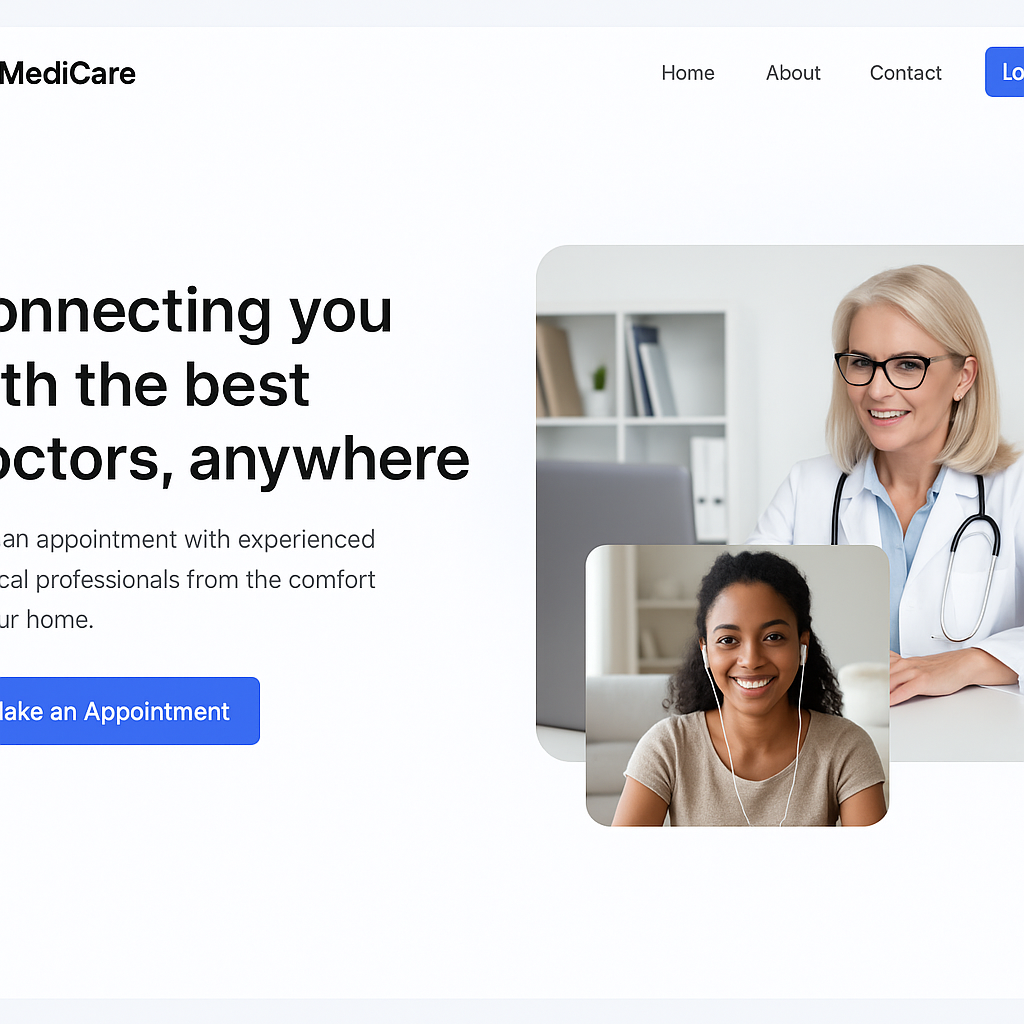 MediCare
Home
About
Contact
Lo
onnecting you
th the best
octors, anywhere
an appointment with experienced
cal professionals from the comfort
ur home.
ake an Appointment